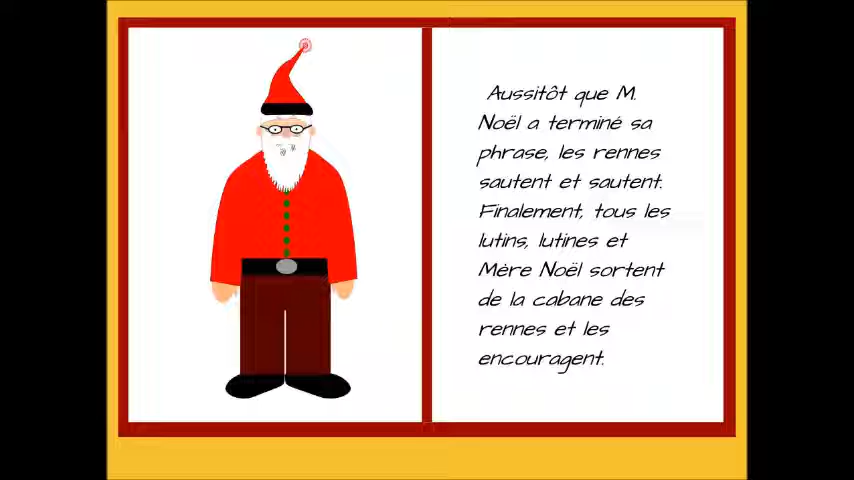 Aussitôt que M.
Noël a terminé sa
phrase, les rennes
sautent et sautent.
Finalement, tous les
lutins, lutines et
Mère Noël sortent
de la cabane des
rennes et les
encouragent.